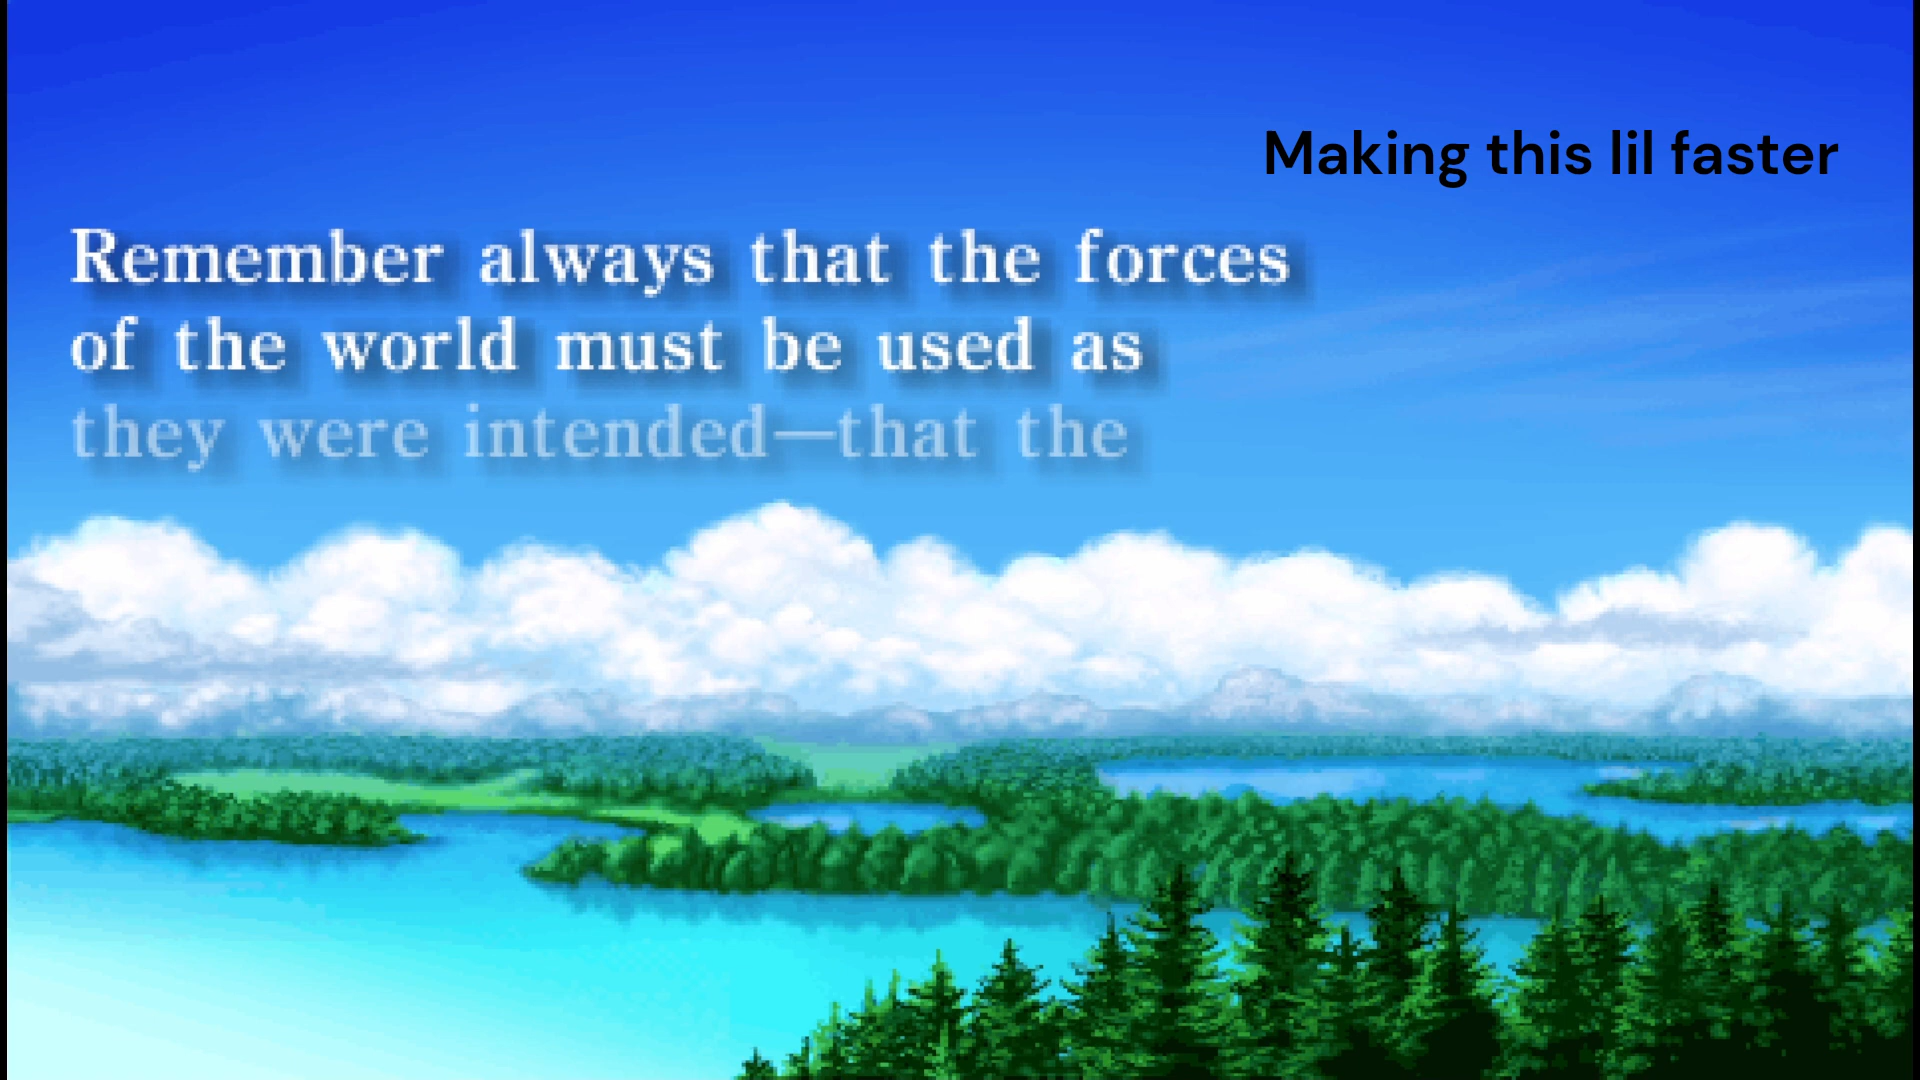 Making this lil faster
Remember always that the forces
of the world must be used as
they were intended—that the